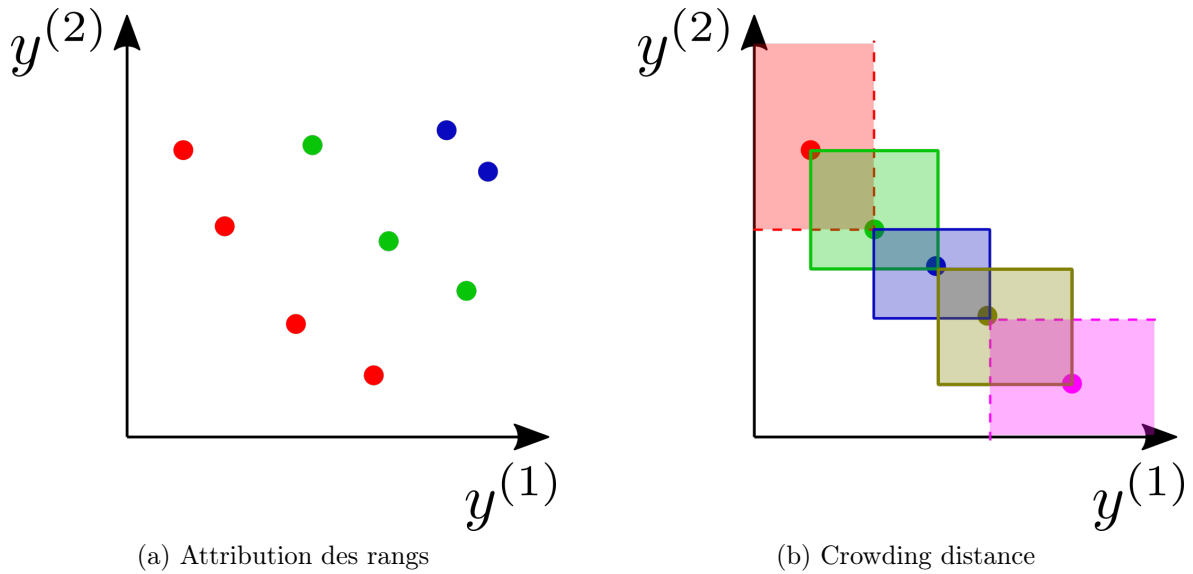 y(2)
y(1)
(a) Attribution des rangs
y(2)
y(1)
(b) Crowding distance